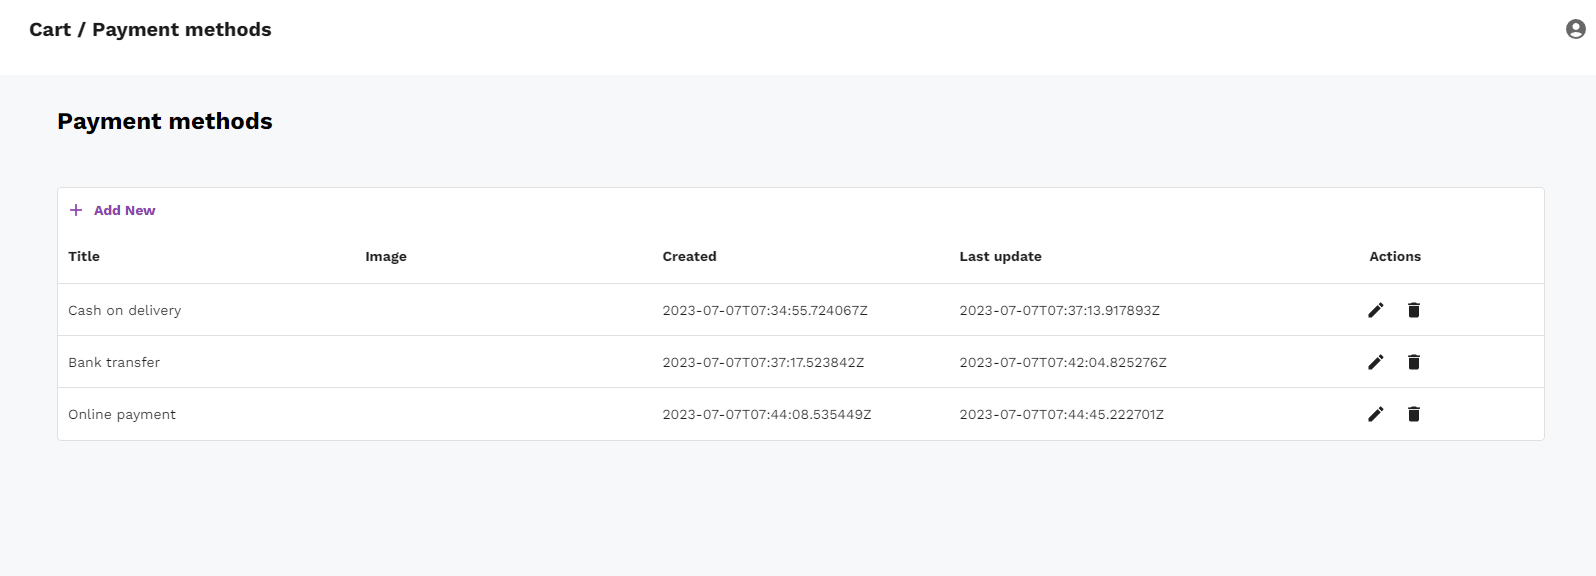 Cart / Payment methods
Payment methods
Add New
Title Image Created Last update Actions
Cash on delivery 2023-07-07T07:34:55.724067Z 2023-07-07T07:37:13.917893Z
Bank transfer 2023-07-07T07:37:17.523842Z 2023-07-07T07:42:04.825276Z
Online payment 2023-07-07T07:44:08.535449Z 2023-07-07T07:44:45.222701Z